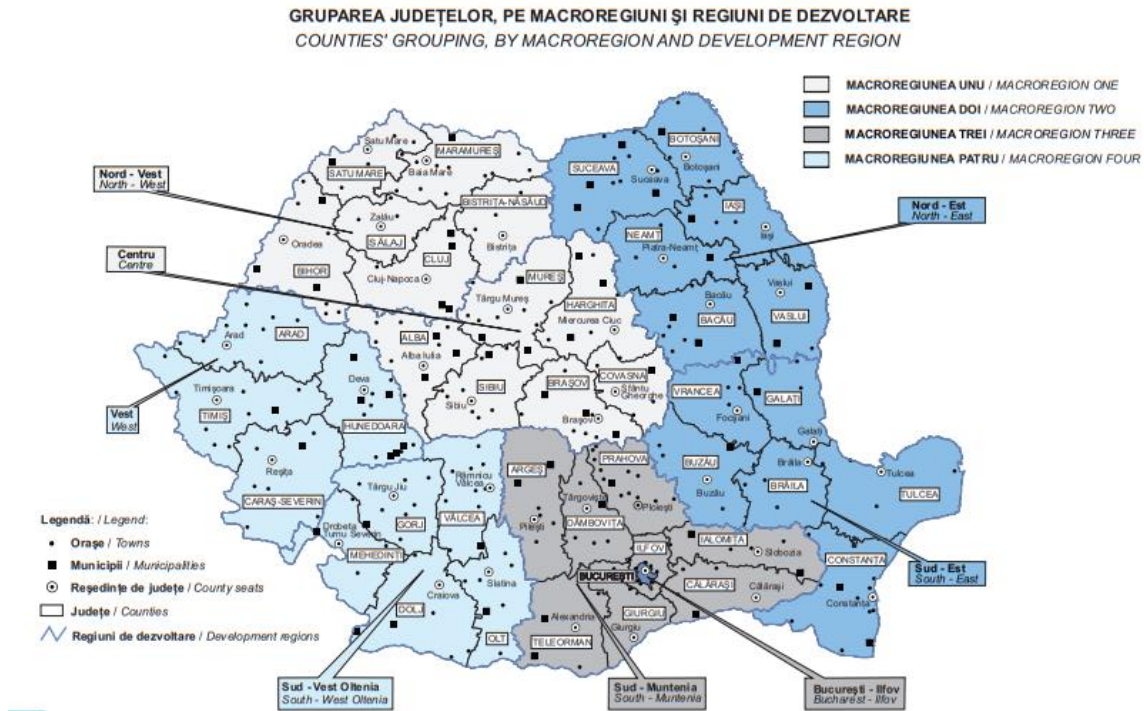 GRUPAREA JUDEȚELOR, PE MACROREGIUNI ȘI REGIUNI DE DEZVOLTARE
COUNTIES' GROUPING, BY MACROREGION AND DEVELOPMENT REGION
MACROREGIUNEA UNU / MACROREGION ONE
MACROREGIUNEA DOI / MACROREGION TWO
MACROREGIUNEA TREI / MACROREGION THREE
MACROREGIUNEA PATRU / MACROREGION FOUR
Satu Mare
SATU MARE
MARAMUREȘ
Baia Mare
BOTOȘANI
Botoșani
SUCEAVA
Suceava
Nord - Vest
North - West
BISTRIȚA-NĂSĂUD
Bistrița
Zalău
SĂLAJ
IAȘI
Iași
Nord - Est
North - East
NEAMȚ
Piatra-Neamț
Oradea
BIHOR
CLUJ
Cluj-Napoca
Centru
Centre
MUREȘ
Târgu Mureș
HARGHITA
Miercurea Ciuc
Bacău
BACĂU
Vaslui
VASLUI
Arad
ARAD
ALBA
Alba Iulia
SIBIU
Sibiu
BRAȘOV
Brașov
COVASNA
Sfântu
Gheorghe
VRANCEA
Focșani
GALAȚI
Galați
Timișoara
TIMIȘ
Vest
West
Deva
HUNEDOARA
Reșița
CARAȘ-SEVERIN
Târgu Jiu
GORJ
Râmnicu
Vâlcea
VÂLCEA
ARGEȘ
Pitești
PRAHOVA
Ploiești
Târgoviște
DÂMBOVIȚA
BUZĂU
Buzău
Brăila
BRĂILA
Tulcea
TULCEA
Drobeta
Turnu Severin
MEHEDINȚI
Craiova
DOLJ
Slatina
OLT
ILFOV
BUCUREȘTI
IALOMIȚA
Slobozia
CĂLĂRAȘI
Călărași
CONSTANȚA
Constanța
Sud - Est
South - East
Alexandria
TELEORMAN
GIURGIU
Giurgiu
Legendă: / Legend:
Orașe / Towns
Municipii / Municipalities
Reședințe de județe / County seats
Județe / Counties
Regiuni de dezvoltare / Development regions
Sud - Vest Oltenia
South - West Oltenia
Sud - Muntenia
South - Muntenia
București - Ilfov
Bucharest - Ilfov